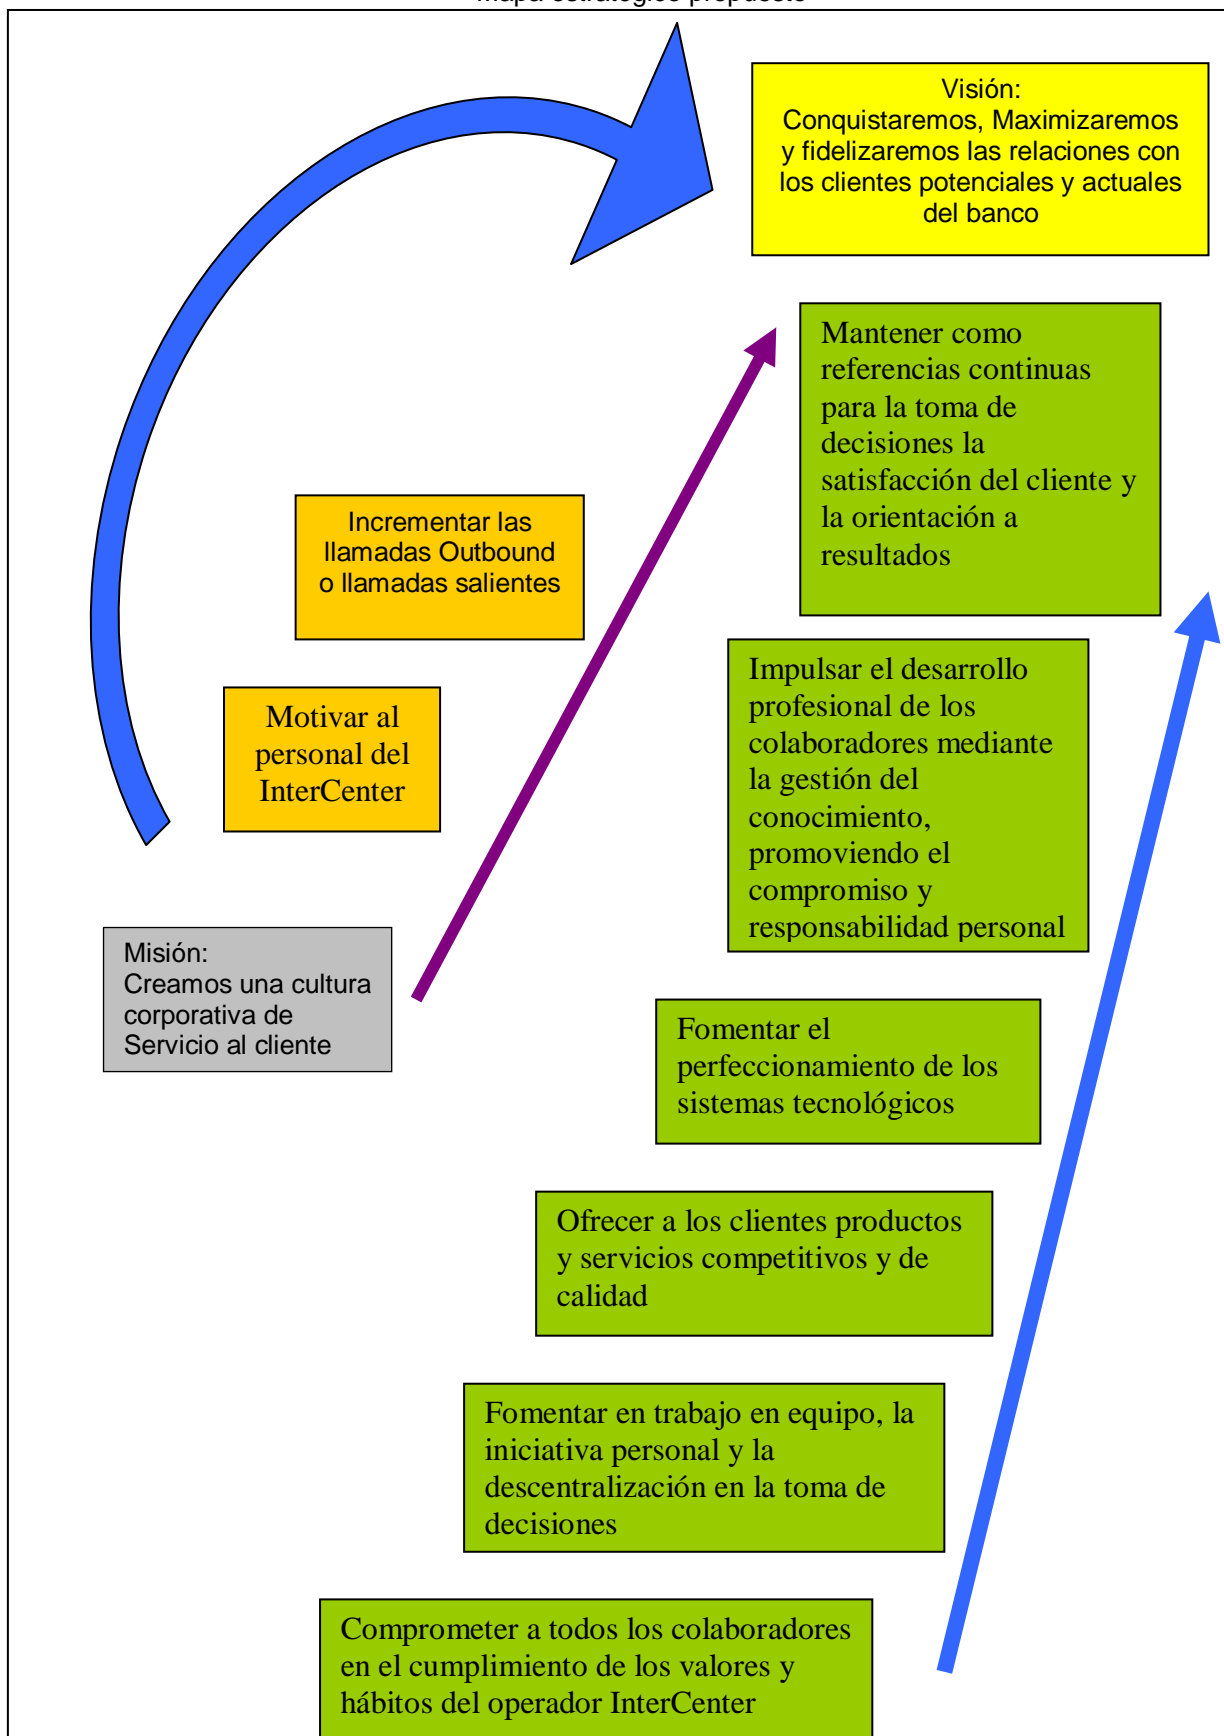 Mapa estratégico propuesto
Visión:
Conquistaremos, Maximizaremos
y fidelizaremos las relaciones con
los clientes potenciales y actuales
del banco
Mantener como
referencias continuas
para la toma de
decisiones la
satisfacción del cliente y
la orientación a
resultados
Incrementar las
llamadas Outbound
o llamadas salientes
Impulsar el desarrollo
profesional de los
colaboradores mediante
la gestión del
conocimiento,
promoviendo el
compromiso y
responsabilidad personal
Motivar al
personal del
InterCenter
Misión:
Creamos una cultura
corporativa de
Servicio al cliente
Fomentar el
perfeccionamiento de los
sistemas tecnológicos
Ofrecer a los clientes productos
y servicios competitivos y de
calidad
Fomentar en trabajo en equipo, la
iniciativa personal y la
descentralización en la toma de
decisiones
Comprometer a todos los colaboradores
en el cumplimiento de los valores y
hábitos del operador InterCenter